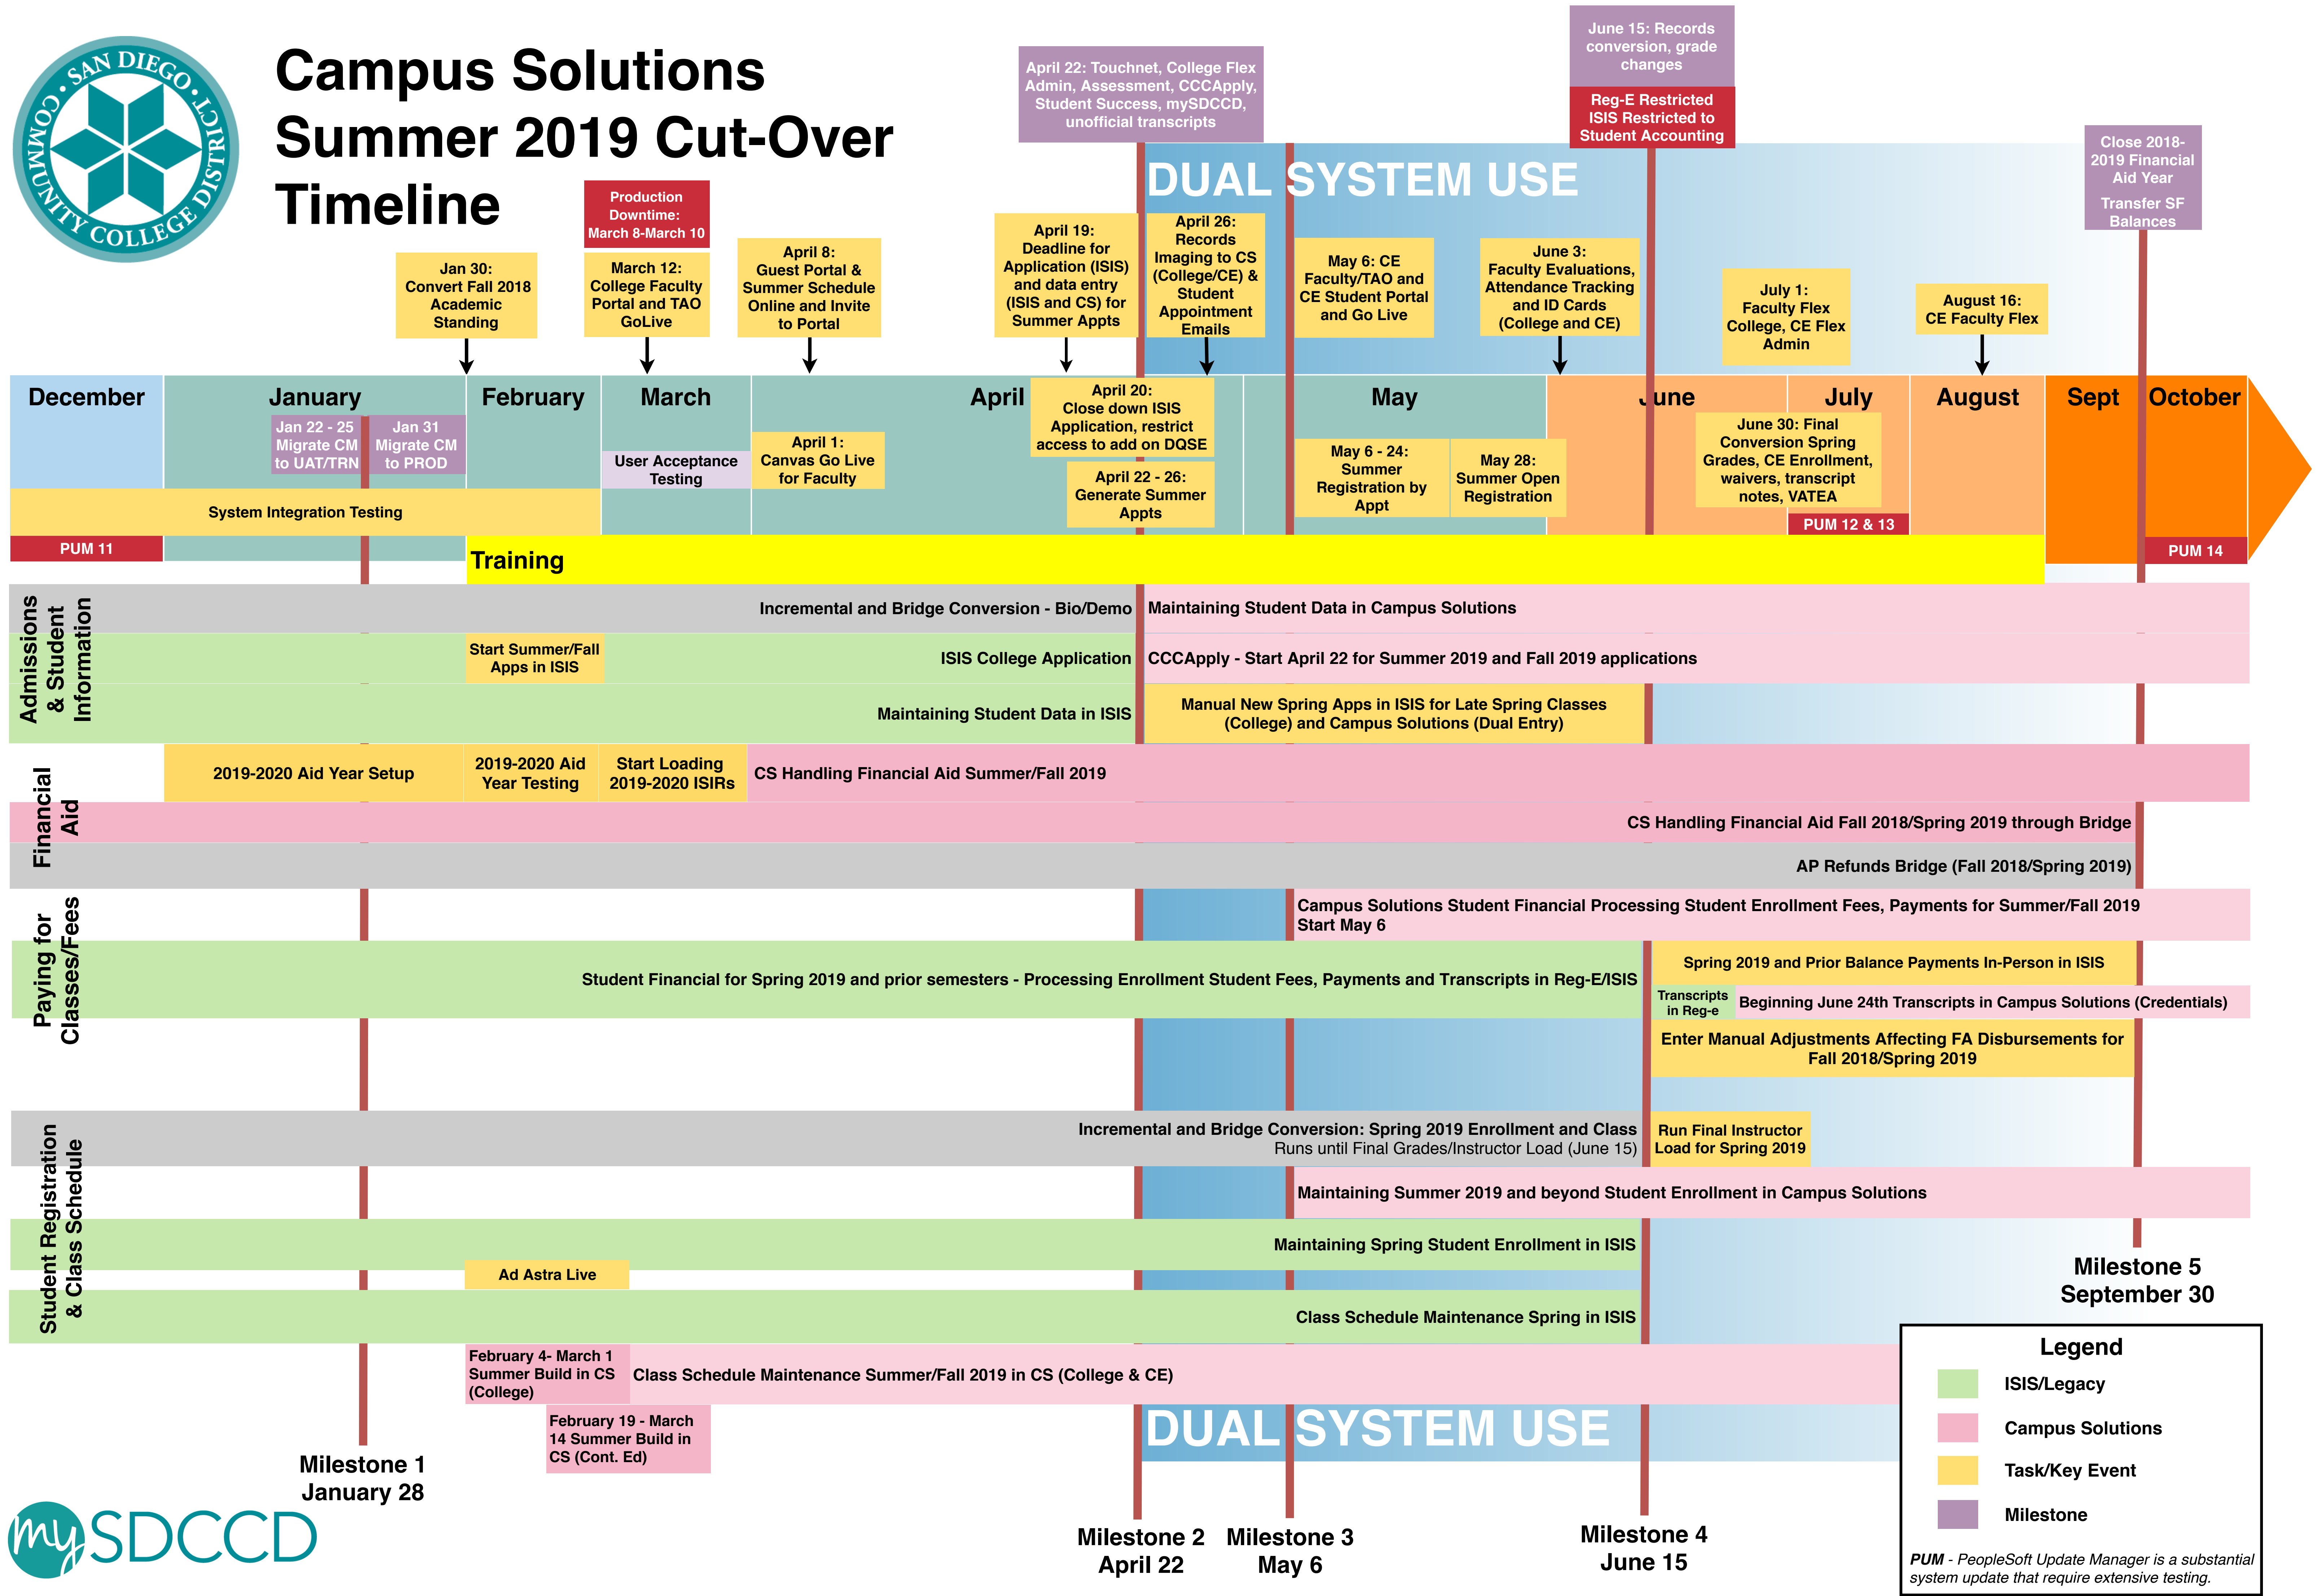 SAN DIEGO
COMMUNITY COLLEGE DISTRICT
Campus Solutions
Summer 2019 Cut-Over
Timeline
Production
Downtime:
March 8-March 10
April 22: Touchnet, College Flex
Admin, Assessment, CCCApply,
Student Success, mySDCCD,
unofficial transcripts
June 15: Records
conversion, grade
changes
Reg-E Restricted
ISIS Restricted to
Student Accounting
Close 2018-
2019 Financial
Aid Year
Transfer SF
Balances
DUAL SYSTEM USE
Jan 30:
Convert Fall 2018
Academic
Standing
March 12:
College Faculty
Portal and TAO
GoLive
April 8:
Guest Portal &
Summer Schedule
Online and Invite
to Portal
April 19:
Deadline for
Application (ISIS)
and data entry
(ISIS and CS) for
Summer Appts
April 26:
Records
Imaging to CS
(College/CE) &
Student
Appointment
Emails
May 6: CE
Faculty/TAO and
CE Student Portal
and Go Live
June 3:
Faculty Evaluations,
Attendance Tracking
and ID Cards
(College and CE)
July 1:
Faculty Flex
College, CE Flex
Admin
August 16:
CE Faculty Flex
December
January
February
March
April
May
June
July
August
Sept
October
Jan 22 - 25
Migrate CM
to UAT/TRN
Jan 31
Migrate CM
to PROD
User Acceptance
Testing
April 1:
Canvas Go Live
for Faculty
April 20:
Close down ISIS
Application, restrict
access to add on DQSE
April 22 - 26:
Generate Summer
Appts
May 6 - 24:
Summer
Registration by
Appt
May 28:
Summer Open
Registration
June 30: Final
Conversion Spring
Grades, CE Enrollment,
waivers, transcript
notes, VATEA
System Integration Testing
PUM 11
PUM 12 & 13
PUM 14
Training
Admissions
& Student
Information
Incremental and Bridge Conversion - Bio/Demo
Maintaining Student Data in Campus Solutions
Start Summer/Fall
Apps in ISIS
ISIS College Application
CCCApply - Start April 22 for Summer 2019 and Fall 2019 applications
Maintaining Student Data in ISIS
Manual New Spring Apps in ISIS for Late Spring Classes
(College) and Campus Solutions (Dual Entry)
Financial
Aid
2019-2020 Aid Year Setup
2019-2020 Aid
Year Testing
Start Loading
2019-2020 ISIRs
CS Handling Financial Aid Summer/Fall 2019
CS Handling Financial Aid Fall 2018/Spring 2019 through Bridge
AP Refunds Bridge (Fall 2018/Spring 2019)
Paying for
Classes/Fees
Campus Solutions Student Financial Processing Student Enrollment Fees, Payments for Summer/Fall 2019
Start May 6
Student Financial for Spring 2019 and prior semesters - Processing Enrollment Student Fees, Payments and Transcripts in Reg-E/ISIS
Spring 2019 and Prior Balance Payments In-Person in ISIS
Transcripts
in Reg-e
Beginning June 24th Transcripts in Campus Solutions (Credentials)
Enter Manual Adjustments Affecting FA Disbursements for
Fall 2018/Spring 2019
Student Registration
& Class Schedule
Incremental and Bridge Conversion: Spring 2019 Enrollment and Class
Runs until Final Grades/Instructor Load (June 15)
Run Final Instructor
Load for Spring 2019
Maintaining Summer 2019 and beyond Student Enrollment in Campus Solutions
Maintaining Spring Student Enrollment in ISIS
Ad Astra Live
Class Schedule Maintenance Spring in ISIS
February 4- March 1
Summer Build in CS
(College)
Class Schedule Maintenance Summer/Fall 2019 in CS (College & CE)
February 19 - March
14 Summer Build in
CS (Cont. Ed)
DUAL SYSTEM USE
Milestone 1
January 28
Milestone 2
April 22
Milestone 3
May 6
Milestone 4
June 15
Milestone 5
September 30
Legend
ISIS/Legacy
Campus Solutions
Task/Key Event
Milestone
PUM - PeopleSoft Update Manager is a substantial
system update that require extensive testing.
my SDCCD